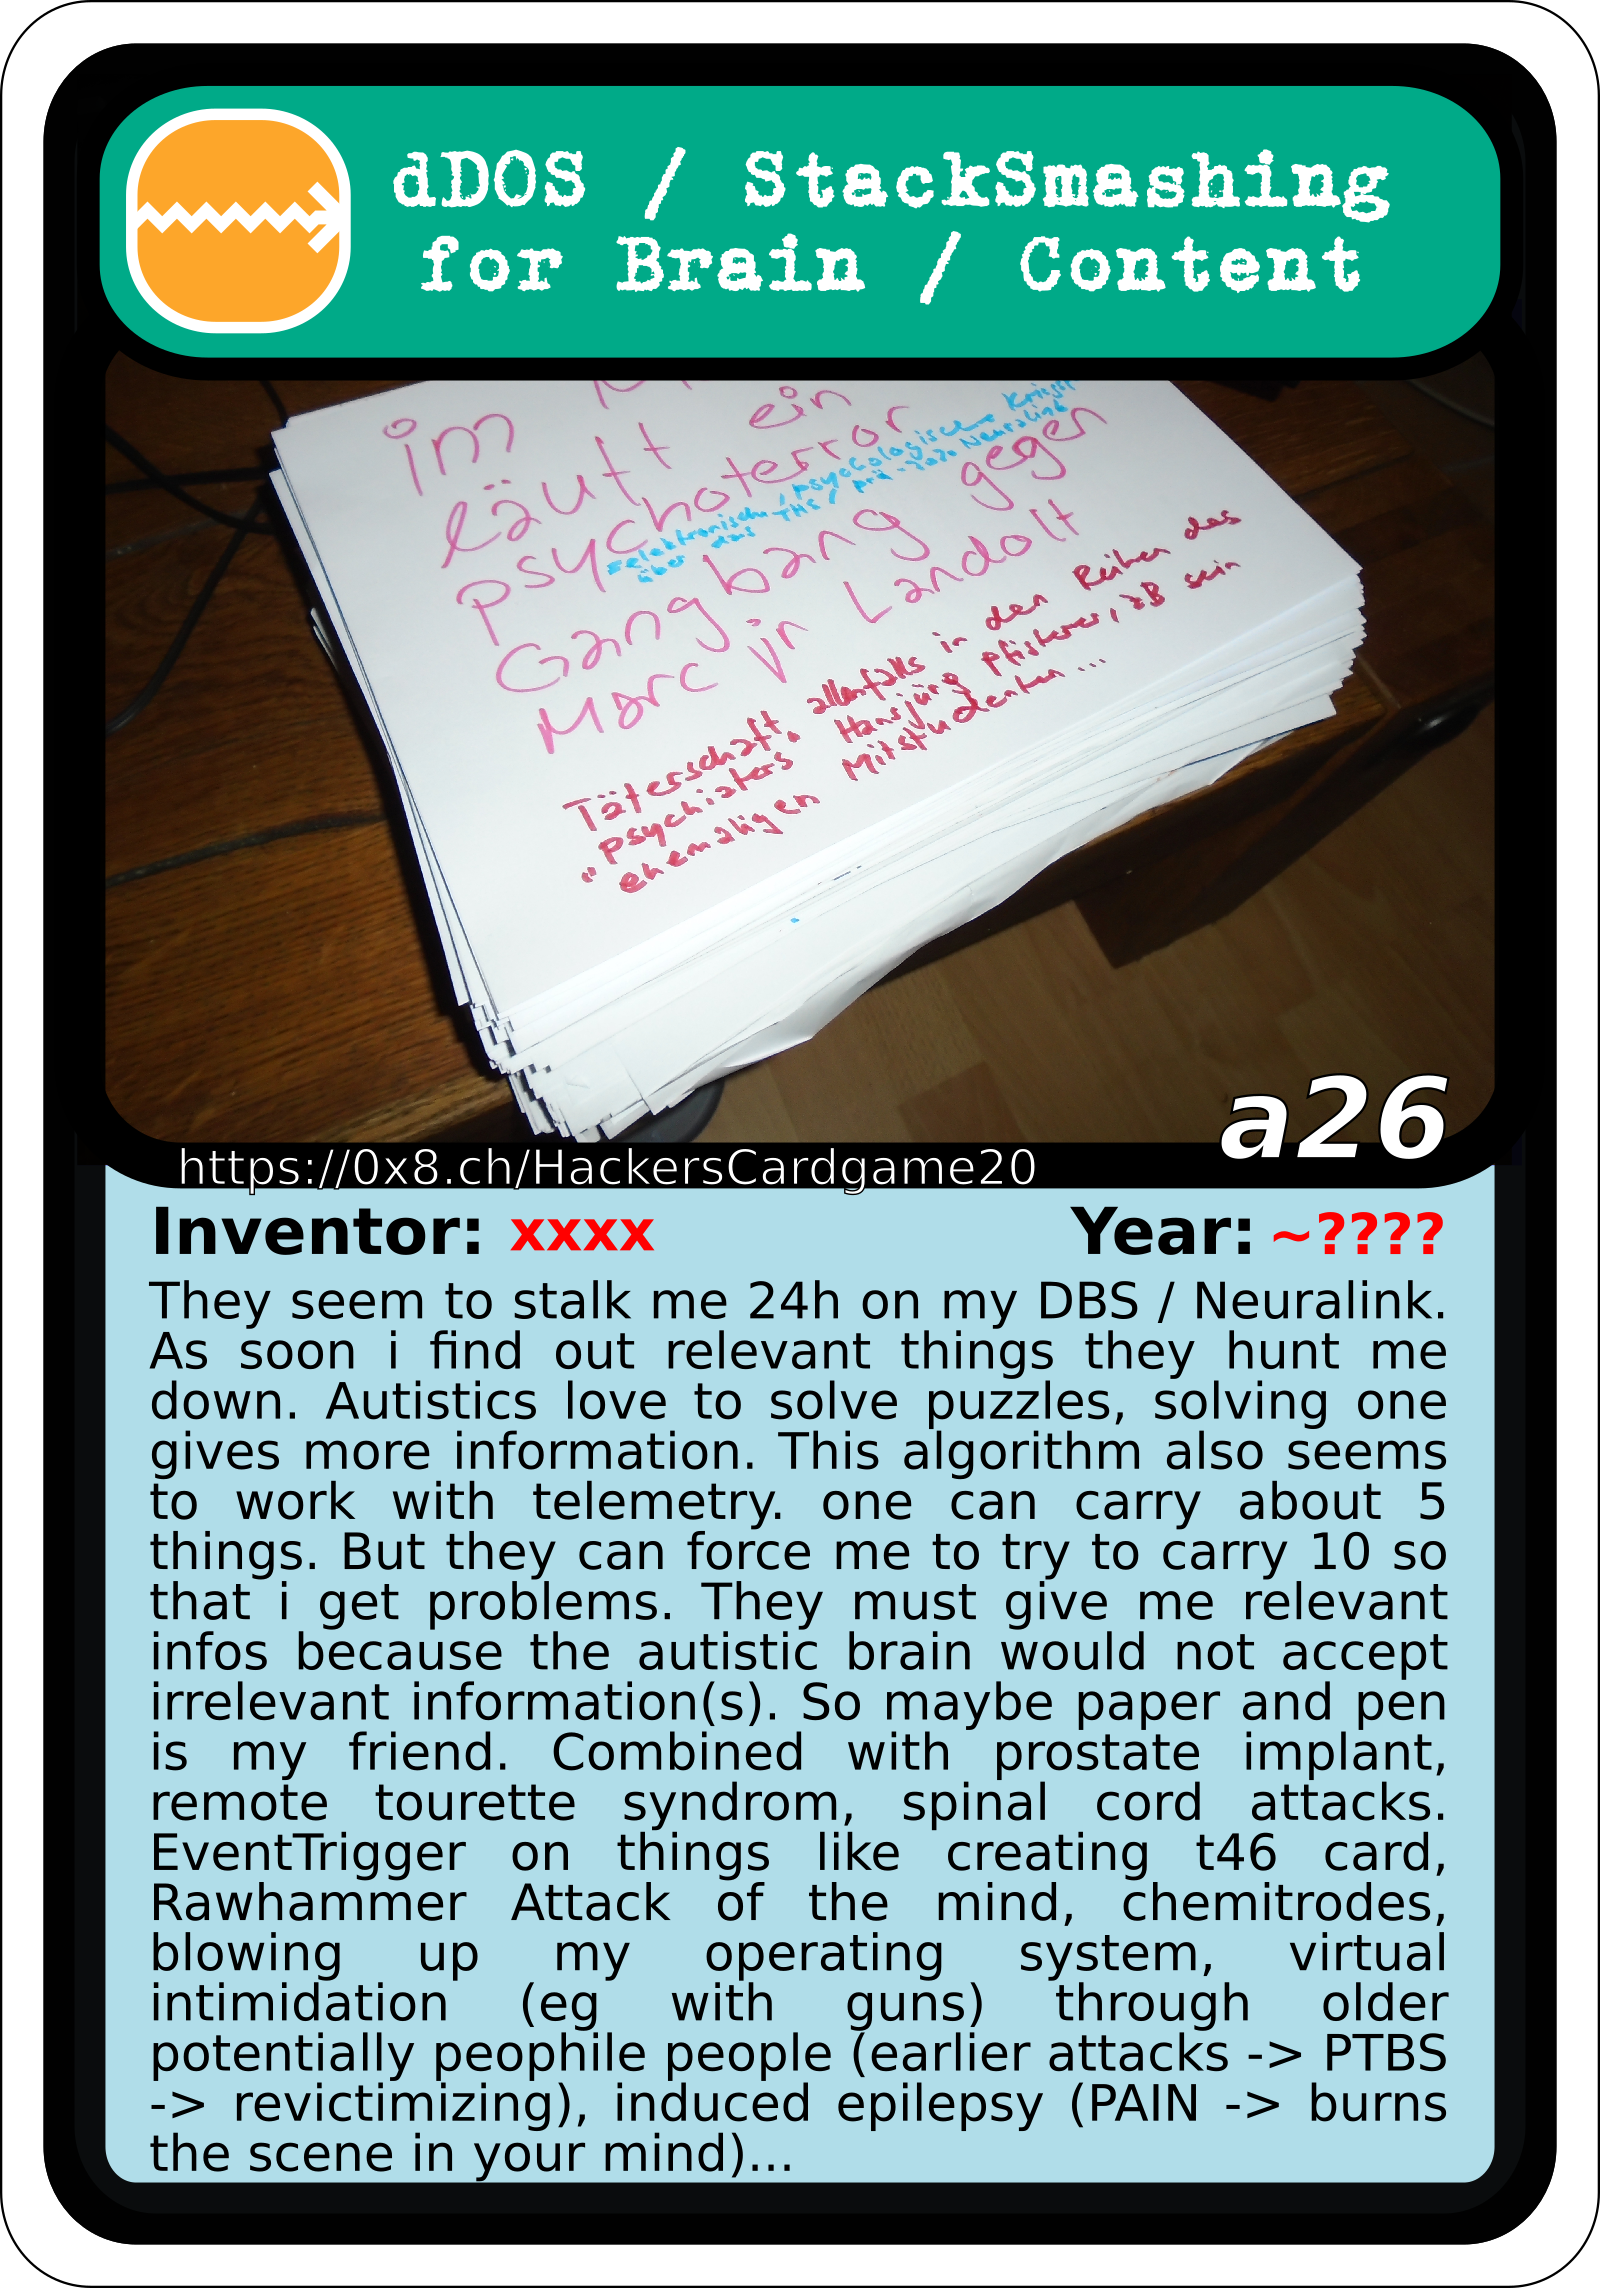 dDOS / StackSmashing
for Brain / Content
im
läuft ein
psychoterror
elektronisch / psycologische Kriegs
über das THS / prä-2020 Neuralink
Gangbang gegen
Marc jr Landolt
Täterschaft, allenfalls in den Reihen des
Psychiaters Hansjürg Pfisterer, zB sein
ehemaligen Mitstudenten ...
a26
https://0x8.ch/HackersCardgame20
Inventor: xxxx Year: ~????
They seem to stalk me 24h on my DBS / Neuralink.
As soon i find out relevant things they hunt me
down. Autistics love to solve puzzles, solving one
gives more information. This algorithm also seems
to work with telemetry. one can carry about 5
things. But they can force me to try to carry 10 so
that i get problems. They must give me relevant
infos because the autistic brain would not accept
irrelevant information(s). So maybe paper and pen
is my friend. Combined with prostate implant,
remote tourette syndrom, spinal cord attacks.
EventTrigger on things like creating t46 card,
Rawhammer Attack of the mind, chemitrodes,
blowing up my operating system, virtual
intimidation (eg with guns) through older
potentially peophile people (earlier attacks -> PTBS
-> revictimizing), induced epilepsy (PAIN -> burns
the scene in your mind)...